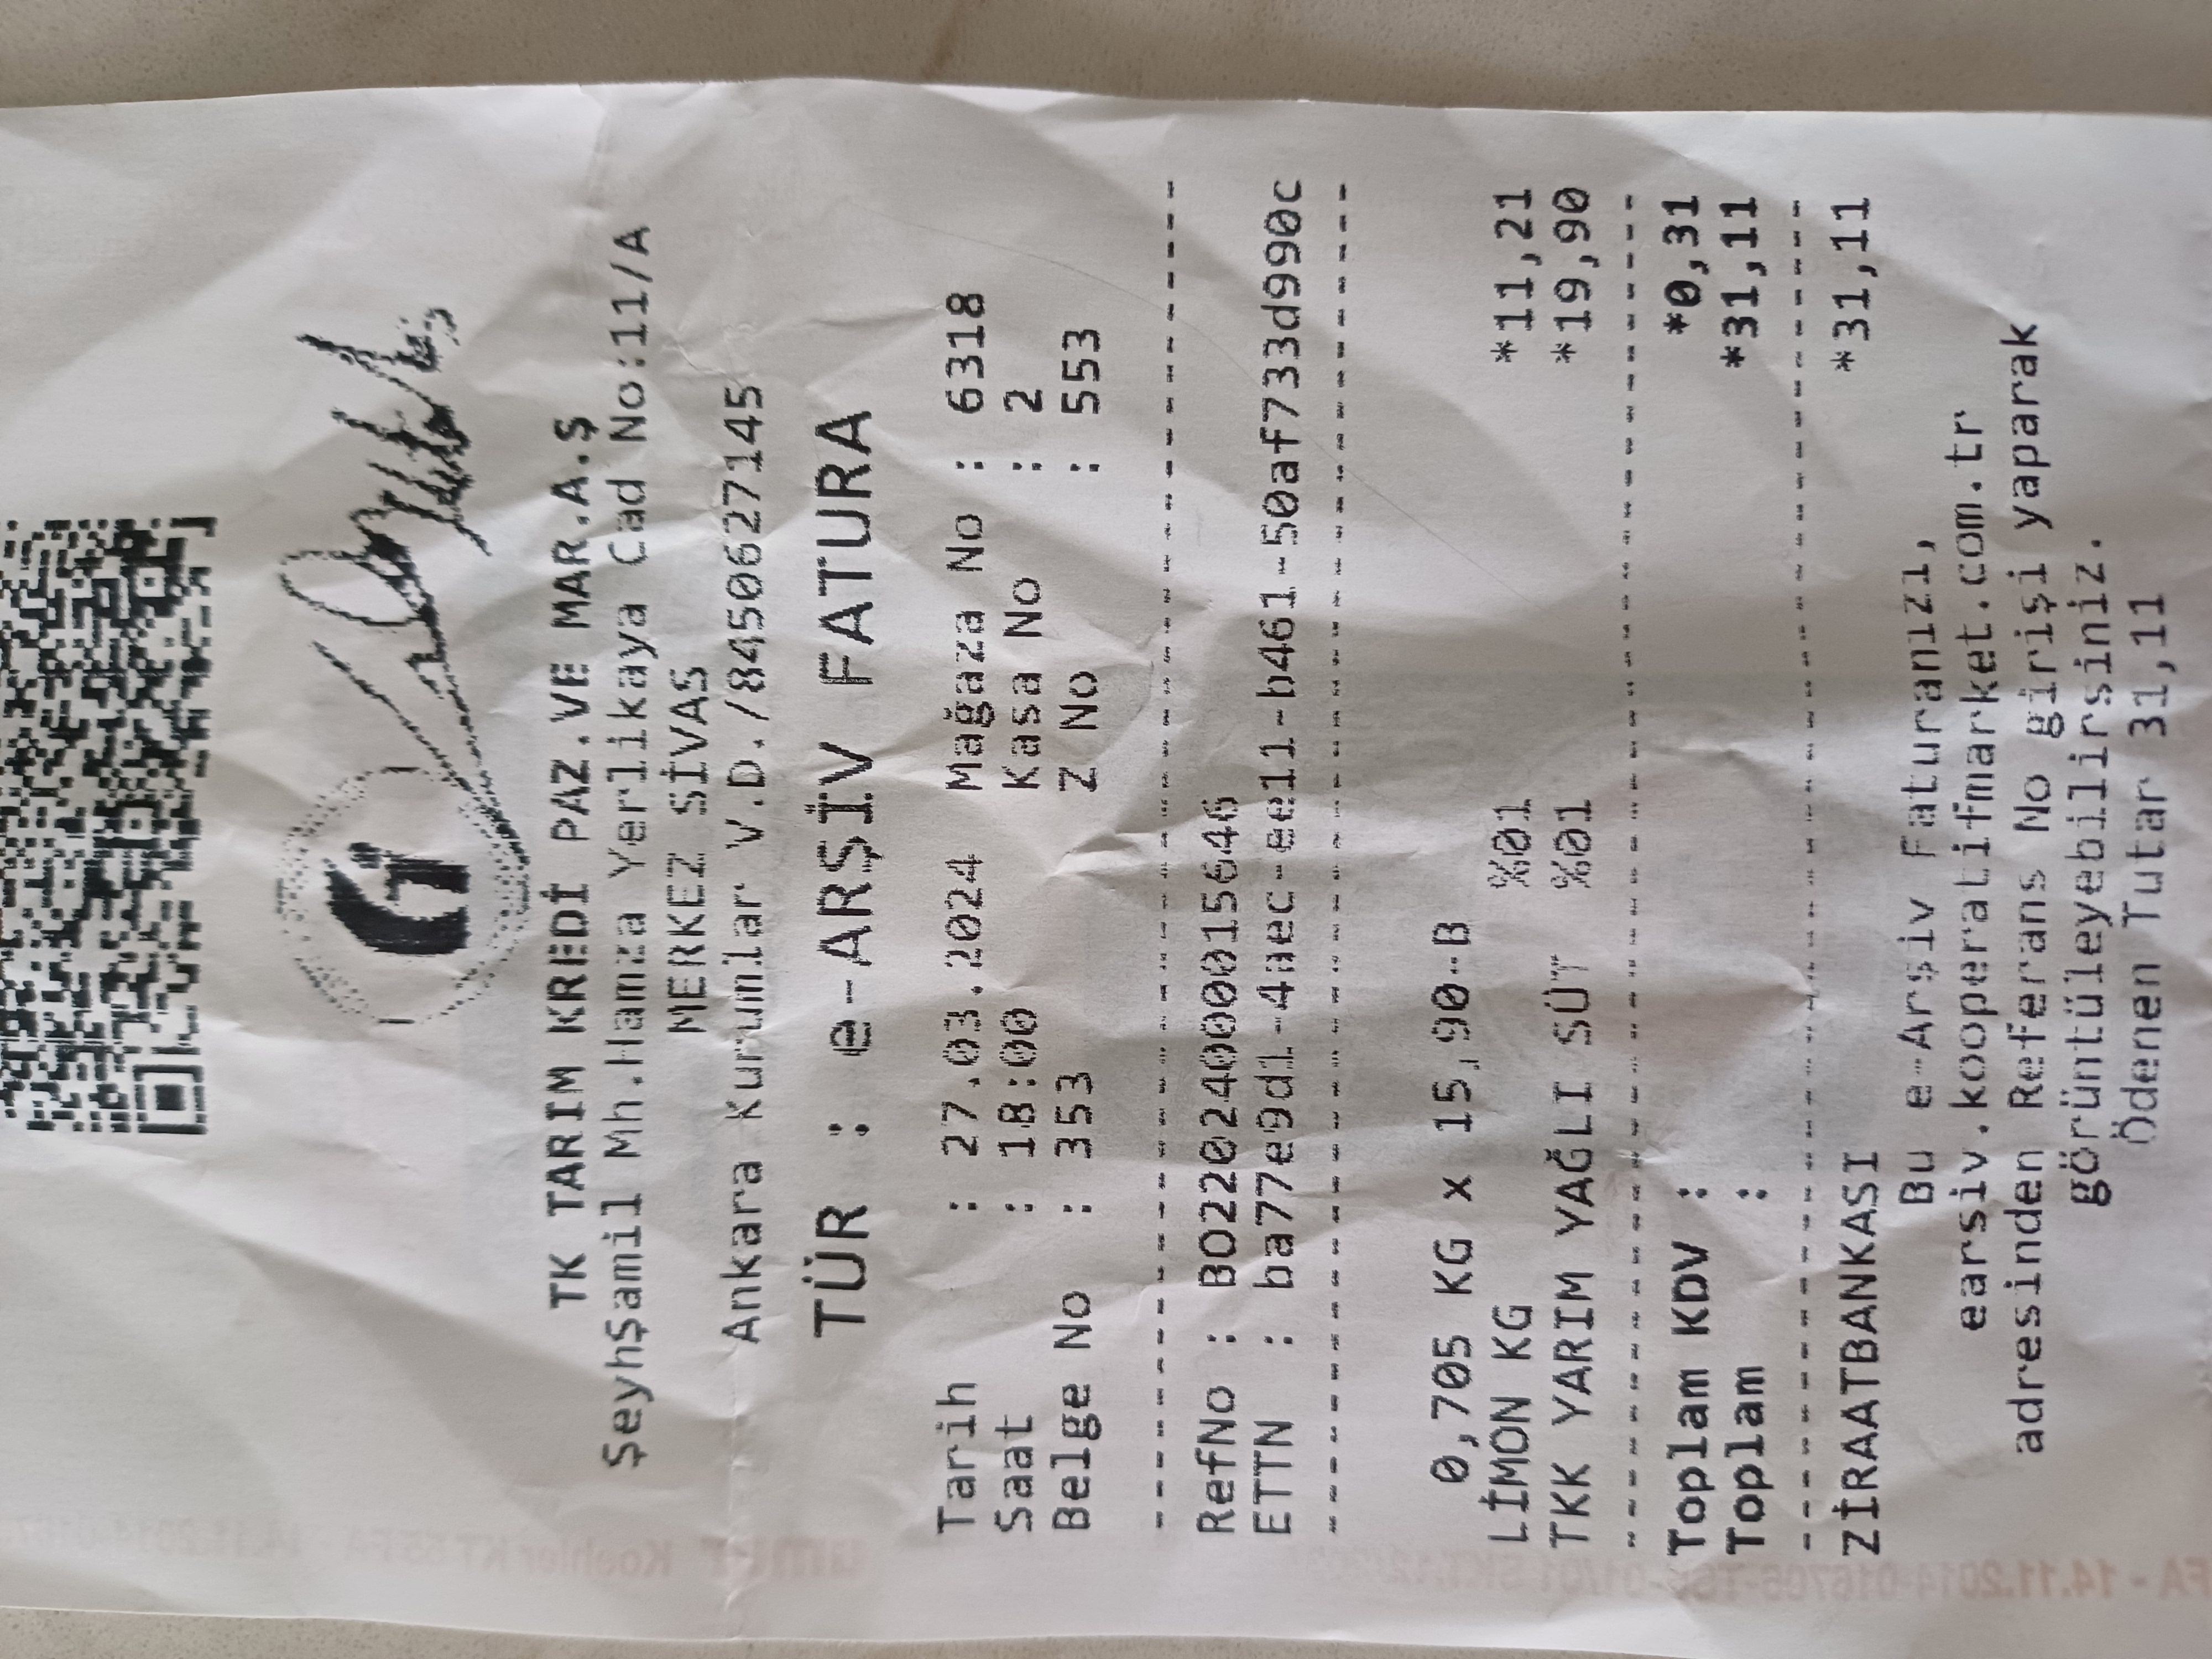 TK TARIM KREDİ PAZ.VE MAR.A.Ş
ŞeyhŞamil Mh.Hamza Yerlikaya Cad No:11/A
MERKEZ SİVAS
Ankara Kurumlar V.D./8450627145
TÜR : e-ARŞİV FATURA
Tarih : 27.03.2024 Mağaza No : 6318
Saat : 18:00 Kasa No : 2
Belge No : 353 Z No : 553
RefNo : BO22024000015646
ETTN : ba77e9d1-4aec-ee11-b461-50af733d990c
0,705 KG x 15,90-B
LİMON KG %01 *11,21
TKK YARIM YAĞLI SÜT %01 *19,90
Toplam KDV : *0,31
Toplam : *31,11
ZİRAATBANKASI *31,11
Bu e-Arşiv Faturanızı,
earsiv.kooperatifmarket.com.tr
adresinden Referans No girişi yaparak
görüntüleyebilirsiniz.
Ödenen Tutar 31,11